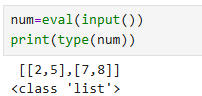 num=eval(input())
print(type(num))
[[2,5],[7,8]]
<class 'list'>